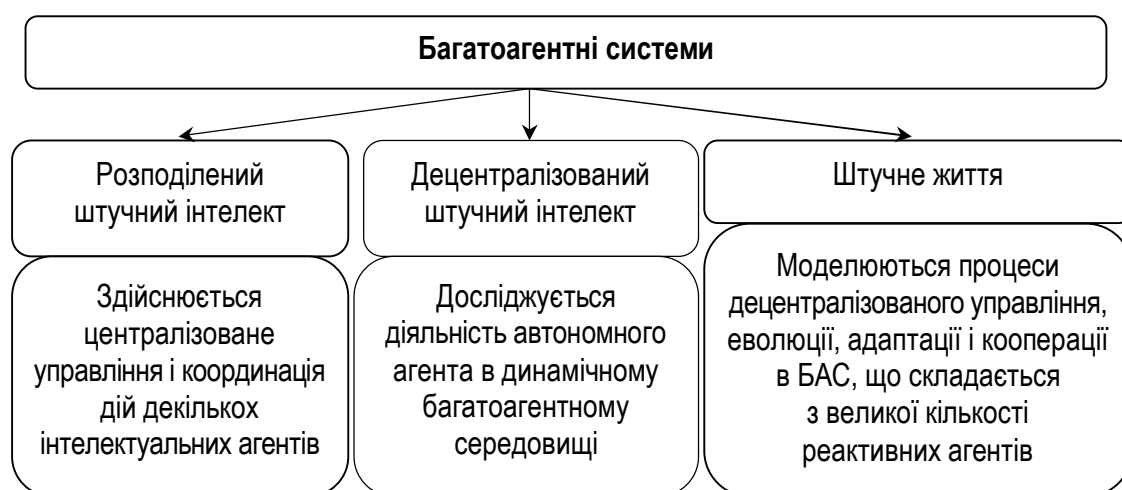 Багатоагентні системи
Розподілений
штучний інтелект
Децентралізований
штучний інтелект
Штучне життя
Здійснюється
централізоване
управління і координація
дій декількох
інтелектуальних агентів
Досліджується
діяльність автономного
агента в динамічному
багатоагентному
середовищі
Моделюються процеси
децентралізованого управління,
еволюції, адаптації і кооперації
в БАС, що складається
з великої кількості
реактивних агентів